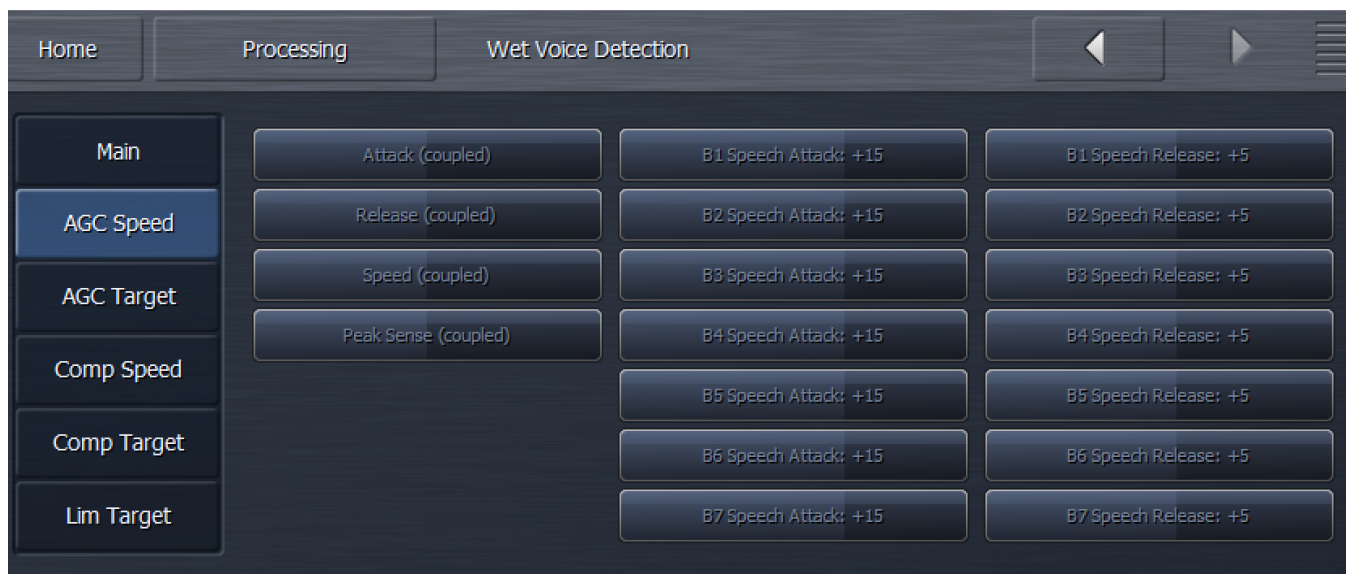 Home Processing Wet Voice Detection
Main
AGC Speed
AGC Target
Comp Speed
Comp Target
Lim Target
Attack (coupled)
Release (coupled)
Speed (coupled)
Peak Sense (coupled)
B1 Speech Attack: +15
B2 Speech Attack: +15
B3 Speech Attack: +15
B4 Speech Attack: +15
B5 Speech Attack: +15
B6 Speech Attack: +15
B7 Speech Attack: +15
B1 Speech Release: +5
B2 Speech Release: +5
B3 Speech Release: +5
B4 Speech Release: +5
B5 Speech Release: +5
B6 Speech Release: +5
B7 Speech Release: +5